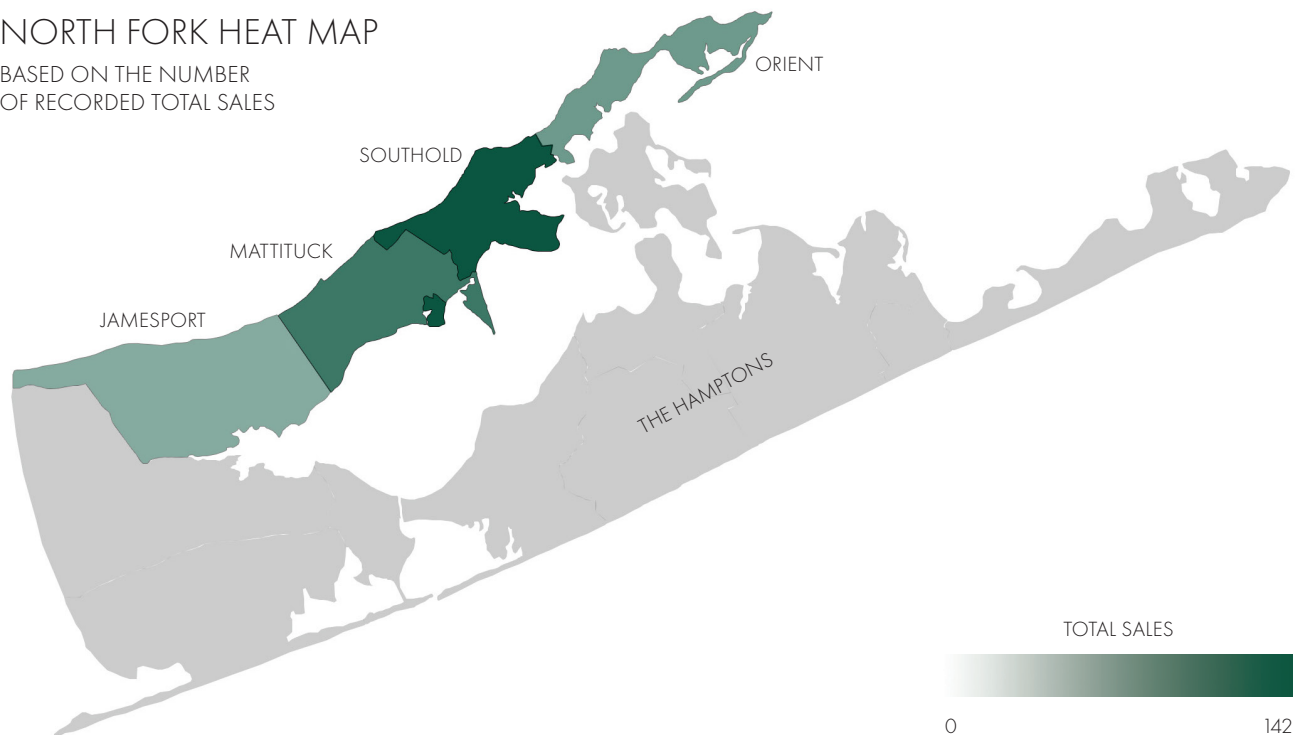 NORTH FORK HEAT MAP
BASED ON THE NUMBER
OF RECORDED TOTAL SALES
ORIENT
SOUTHOLD
MATTITUCK
JAMESPORT
THE HAMPTONS
TOTAL SALES
0
142